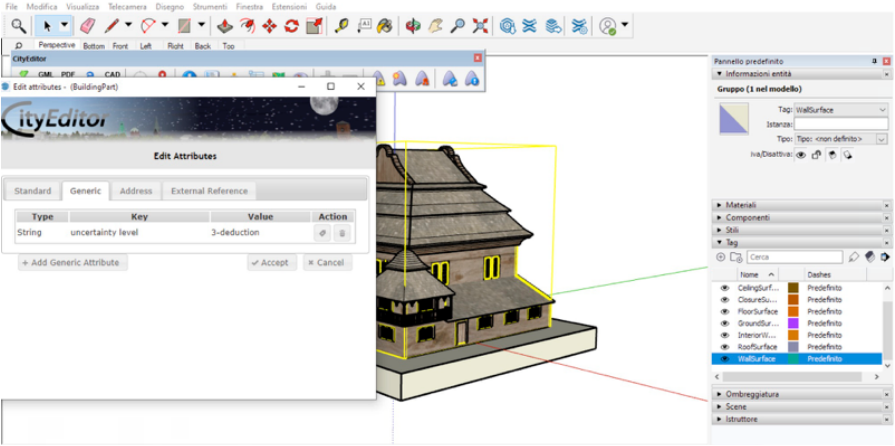 File Modifica Visualizza Telecamera Disegno Strumenti Finestra Estensioni Guida
Perspective Bottom Front Left Right Back Top
CityEditor
GML PDF CAD
Edit attributes - (BuildingPart)
CityEditor
Edit Attributes
Standard Generic Address External Reference
Type Key Value Action
String uncertainty level 3-deduction
+ Add Generic Attribute Accept Cancel
Pannello predefinito
Informazioni entità
Gruppo (1 nel modello)
Tag: WallSurface
Istanza:
Tipo: Tipo: <non definito>
iva/Disattiva:
Materiali
Componenti
Stili
Tag
Cerca
Nome Dashes
CeilingSurf... Predefinito
ClosureSu... Predefinito
FloorSurface Predefinito
GroundSur... Predefinito
InteriorW... Predefinito
RoofSurface Predefinito
WallSurface Predefinito
Ombreggiatura
Scene
Istruttore